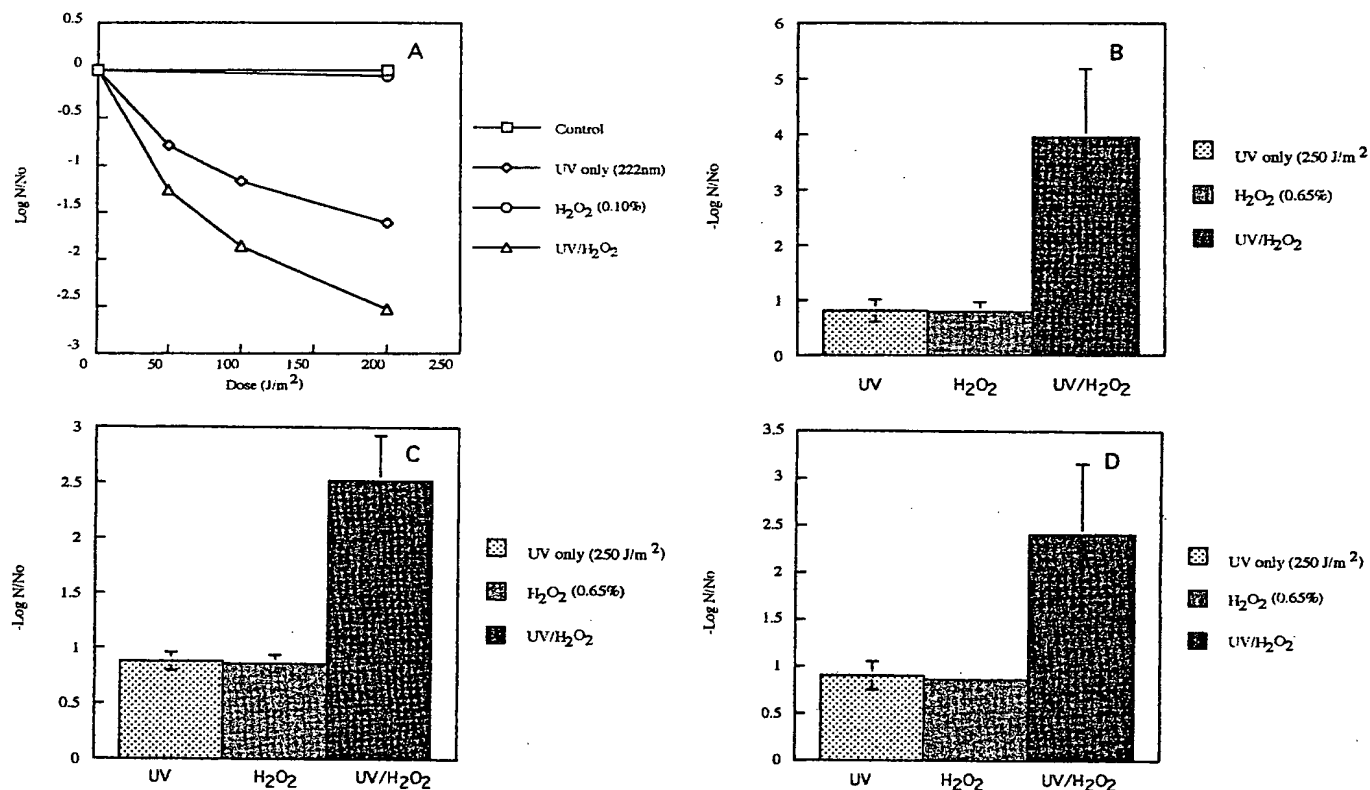 A
0.5
0
-0.5
-1
-1.5
-2
-2.5
-3
Log N/No
0 50 100 150 200 250
Dose (J/m²)
Control
UV only (222nm)
H₂O₂ (0.10%)
UV/H₂O₂
B
6
5
4
3
2
1
0
-Log N/No
UV H₂O₂ UV/H₂O₂
UV only (250 J/m²
H₂O₂ (0.65%)
UV/H₂O₂
C
3
2.5
2
1.5
1
0.5
0
-Log N/No
UV H₂O₂ UV/H₂O₂
UV only (250 J/m²)
H₂O₂ (0.65%)
UV/H₂O₂
D
3.5
3
2.5
2
1.5
1
0.5
0
-Log N/No
UV H₂O₂ UV/H₂O₂
UV only (250 J/m²)
H₂O₂ (0.65%)
UV/H₂O₂